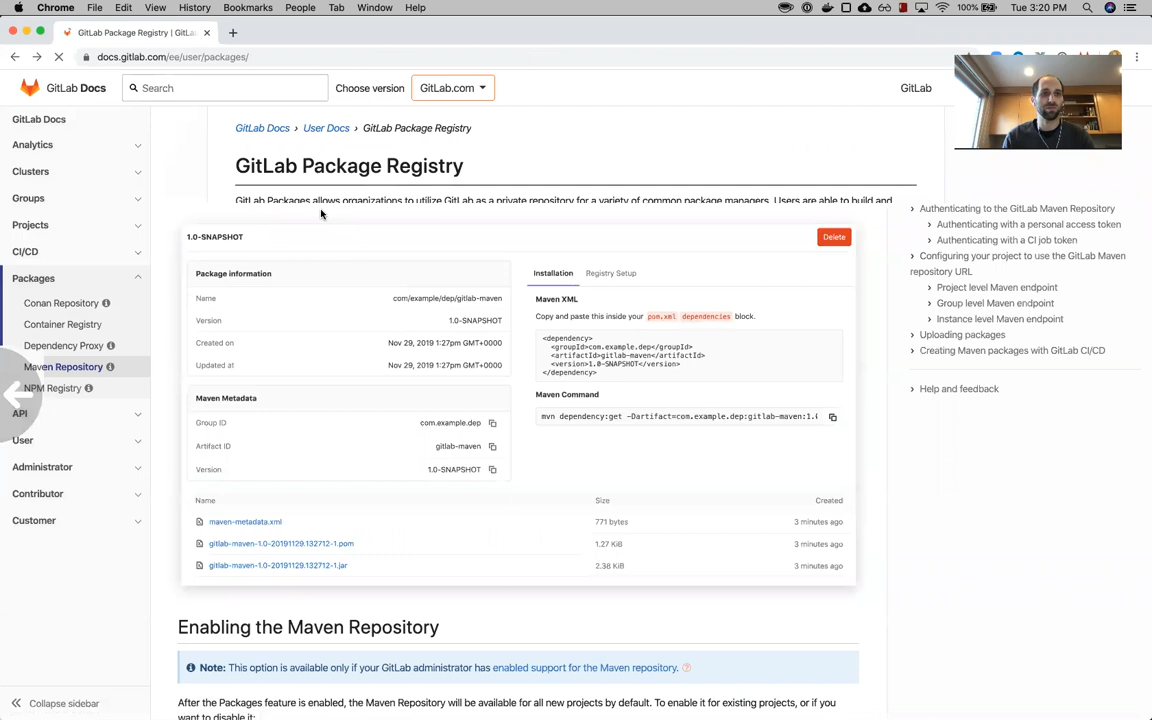 Chrome File Edit View History Bookmarks People Tab Window Help 100% Tue 3:20 PM
GitLab Package Registry | GitLa
docs.gitlab.com/ee/user/packages/
GitLab Docs Search Choose version GitLab.com GitLab
GitLab Docs
Analytics
Clusters
Groups
Projects
CI/CD
Packages
Conan Repository
Container Registry
Dependency Proxy
Maven Repository
NPM Registry
API
User
Administrator
Contributor
Customer
Collapse sidebar
GitLab Docs › User Docs › GitLab Package Registry
GitLab Package Registry
GitLab Packages allows organizations to utilize GitLab as a private repository for a variety of common package managers. Users are able to build and
1.0-SNAPSHOT Delete
Package information
Name com/example/dep/gitlab-maven
Version 1.0-SNAPSHOT
Created on Nov 29, 2019 1:27pm GMT+0000
Updated at Nov 29, 2019 1:27pm GMT+0000
Maven Metadata
Group ID com.example.dep
Artifact ID gitlab-maven
Version 1.0-SNAPSHOT
Installation Registry Setup
Maven XML
Copy and paste this inside your pom.xml dependencies block.
<dependency>
<groupId>com.example.dep</groupId>
<artifactId>gitlab-maven</artifactId>
<version>1.0-SNAPSHOT</version>
</dependency>
Maven Command
mvn dependency:get -Dartifact=com.example.dep:gitlab-maven:1.
Name Size Created
maven-metadata.xml 771 bytes 3 minutes ago
gitlab-maven-1.0-20191129.132712-1.pom 1.27 KiB 3 minutes ago
gitlab-maven-1.0-20191129.132712-1.jar 2.38 KiB 3 minutes ago
Enabling the Maven Repository
Note: This option is available only if your GitLab administrator has enabled support for the Maven repository.
After the Packages feature is enabled, the Maven Repository will be available for all new projects by default. To enable it for existing projects, or if you
want to disable it:
› Authenticating to the GitLab Maven Repository
› Authenticating with a personal access token
› Authenticating with a CI job token
› Configuring your project to use the GitLab Maven
repository URL
› Project level Maven endpoint
› Group level Maven endpoint
› Instance level Maven endpoint
› Uploading packages
› Creating Maven packages with GitLab CI/CD
› Help and feedback